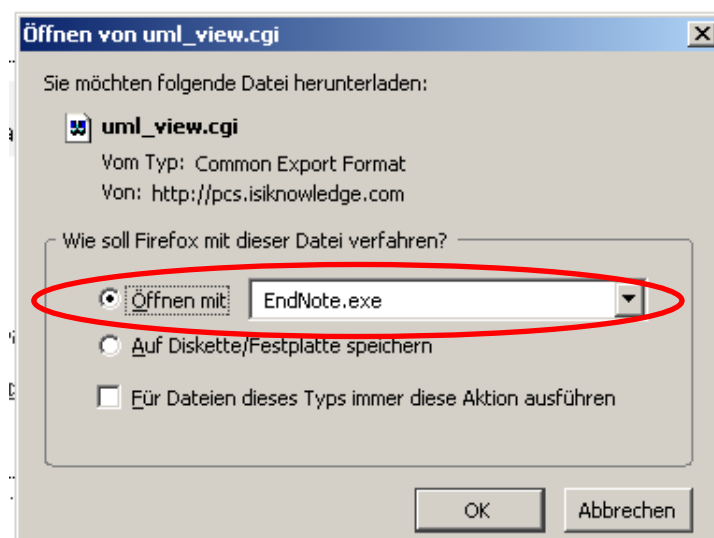 Öffnen von uml_view.cgi
Sie möchten folgende Datei herunterladen:
uml_view.cgi
Vom Typ: Common Export Format
Von: http://pcs.isiknowledge.com
Wie soll Firefox mit dieser Datei verfahren?
Öffnen mit EndNote.exe
Auf Diskette/Festplatte speichern
Für Dateien dieses Typs immer diese Aktion ausführen
OK Abbrechen